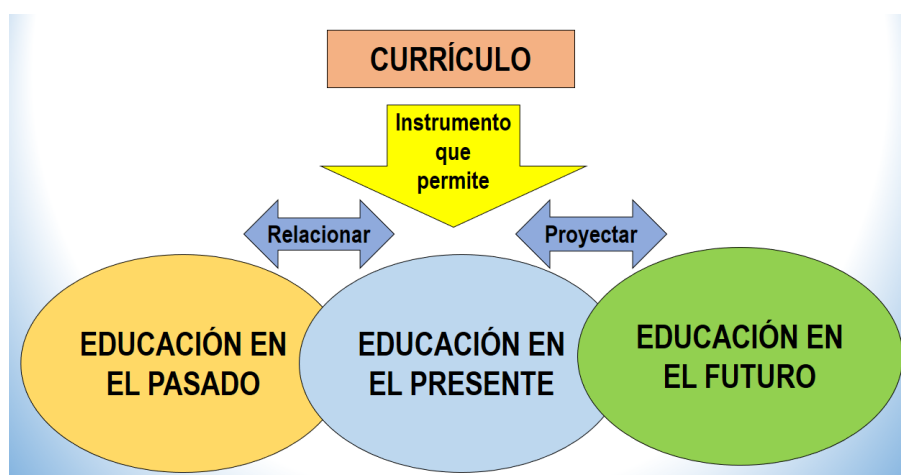 CURRÍCULO
Instrumento
que
permite
Relacionar
Proyectar
EDUCACIÓN EN
EL PASADO
EDUCACIÓN EN
EL PRESENTE
EDUCACIÓN EN
EL FUTURO